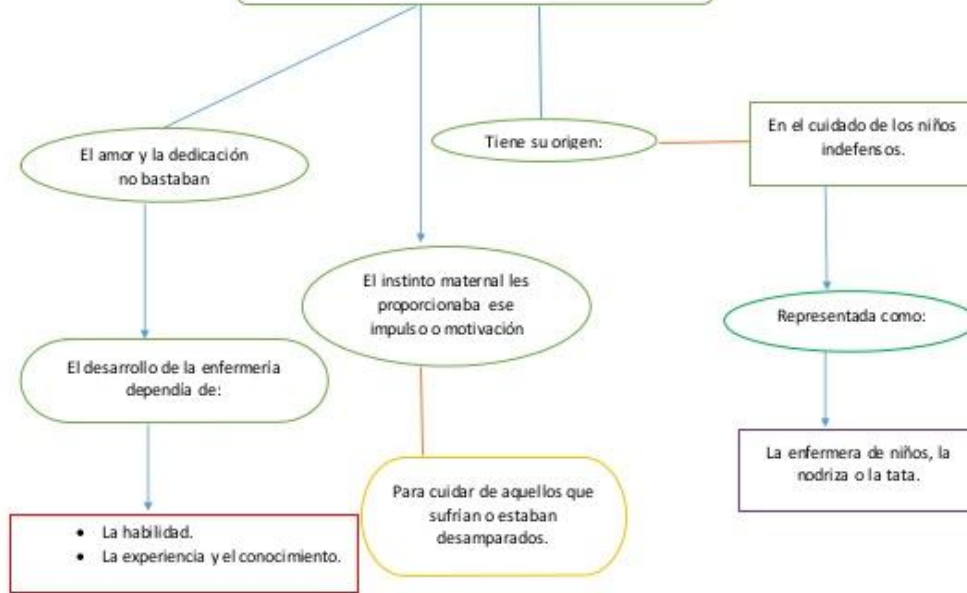 El amor y la dedicación
no bastaban
Tiene su origen:
En el cuidado de los niños
indefensos.
El instinto maternal les
proporcionaba ese
impulso o motivación
Representada como:
El desarrollo de la enfermería
dependía de:
La enfermera de niños, la
nodriza o la tata.
Para cuidar de aquellos que
sufrían o estaban
desamparados.
• La habilidad.
• La experiencia y el conocimiento.